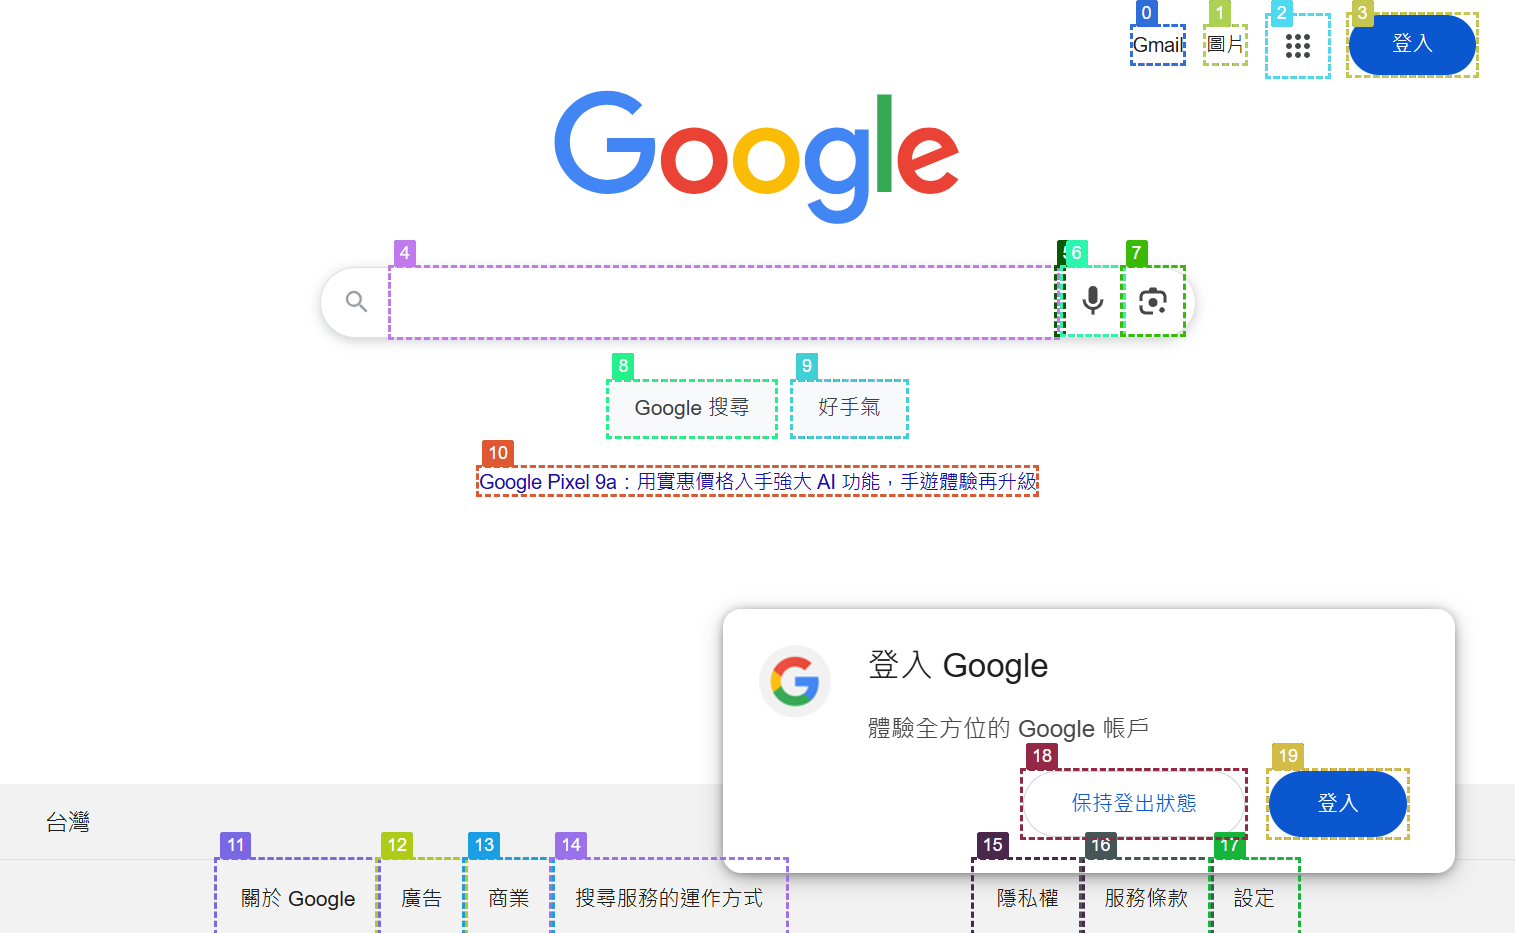 0 1 2 3
Gmail 圖片 登入
Google
4 6 7
8 9
Google 搜尋 好手氣
10
Google Pixel 9a：用實惠價格入手強大 AI 功能，手遊體驗再升級
登入 Google
體驗全方位的 Google 帳戶
18 19
保持登出狀態 登入
台灣
11 12 13 14 15 16 17
關於 Google 廣告 商業 搜尋服務的運作方式 隱私權 服務條款 設定